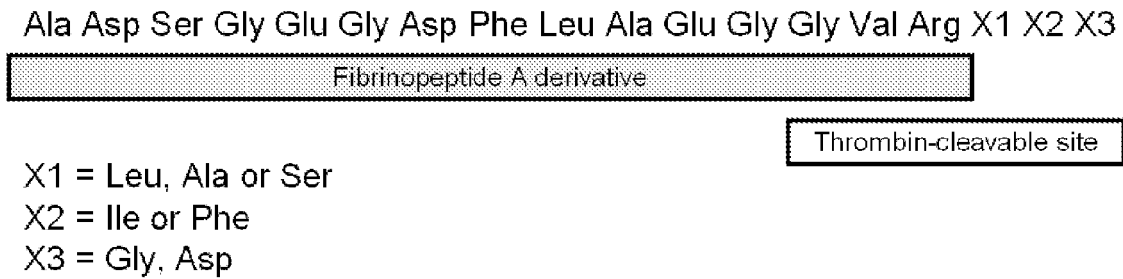 Ala Asp Ser Gly Glu Gly Asp Phe Leu Ala Glu Gly Gly Val Arg X1 X2 X3
Fibrinopeptide A derivative
Thrombin-cleavable site
X1 = Leu, Ala or Ser
X2 = Ile or Phe
X3 = Gly, Asp